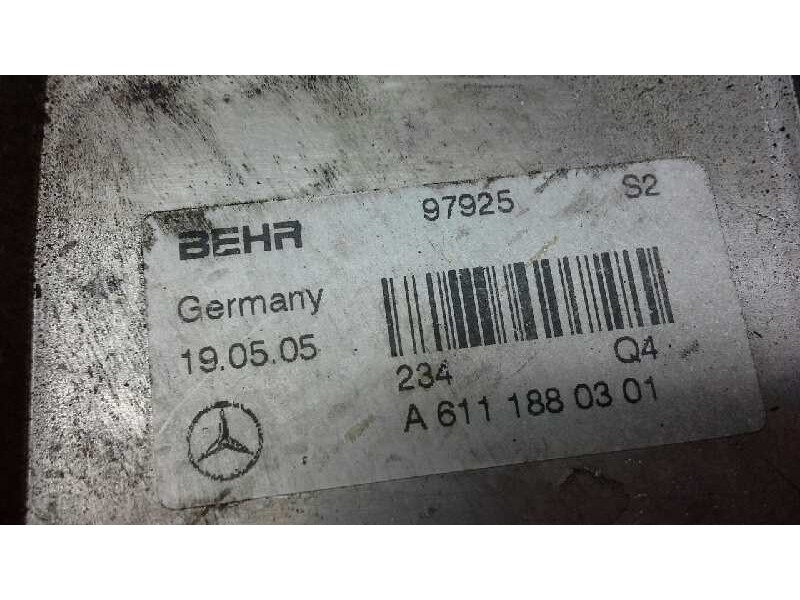 BEHR 97925 S2
Germany
19.05.05
234 Q4
A 611 188 03 01